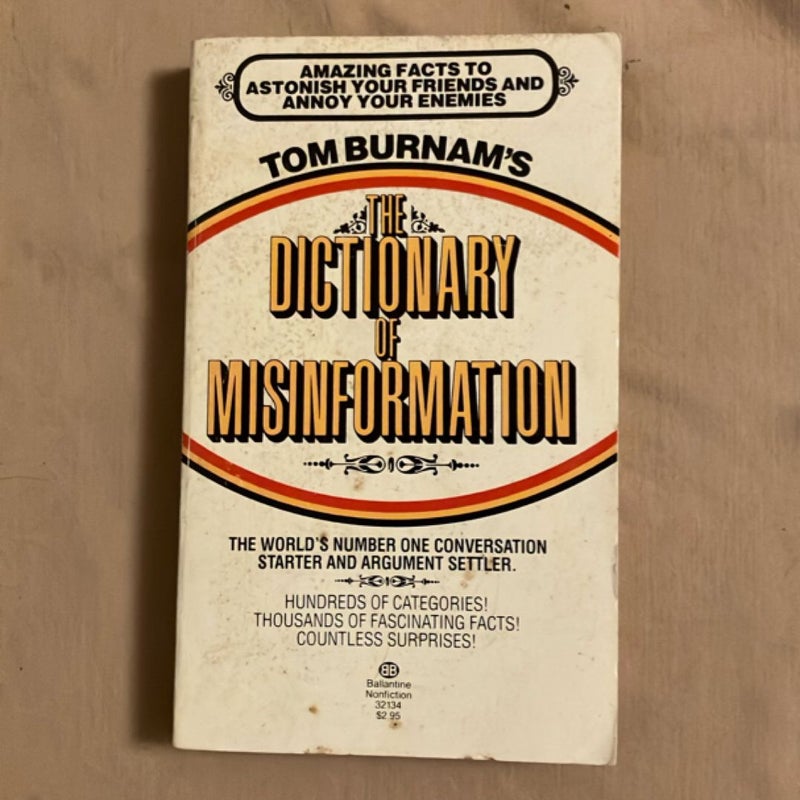 AMAZING FACTS TO
ASTONISH YOUR FRIENDS AND
ANNOY YOUR ENEMIES
TOM BURNAM'S
THE
DICTIONARY
OF
MISINFORMATION
THE WORLD'S NUMBER ONE CONVERSATION
STARTER AND ARGUMENT SETTLER.
HUNDREDS OF CATEGORIES!
THOUSANDS OF FASCINATING FACTS!
COUNTLESS SURPRISES!
BB
Ballantine
Nonfiction
32134
$2.95